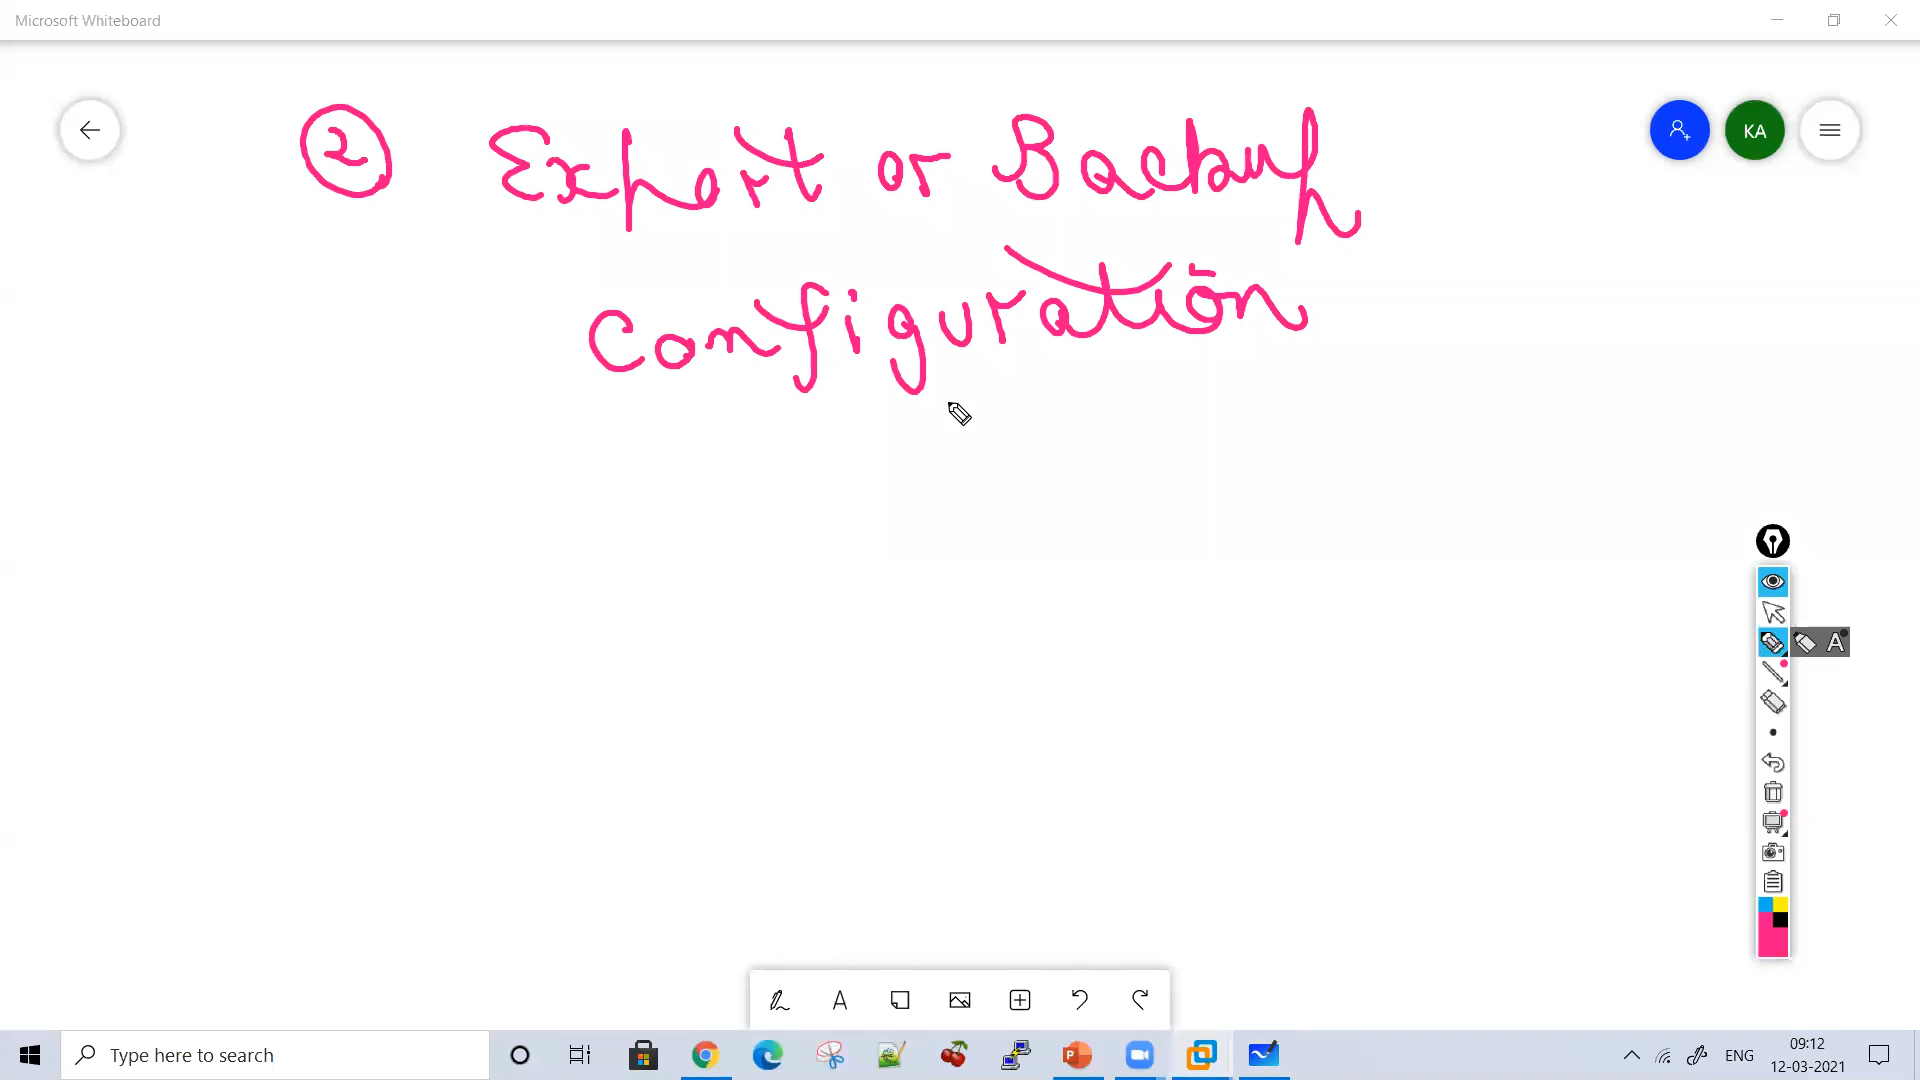 Microsoft Whiteboard
KA
② Export or Backup
Configuration
A
A
Type here to search
ENG
09:12
12-03-2021